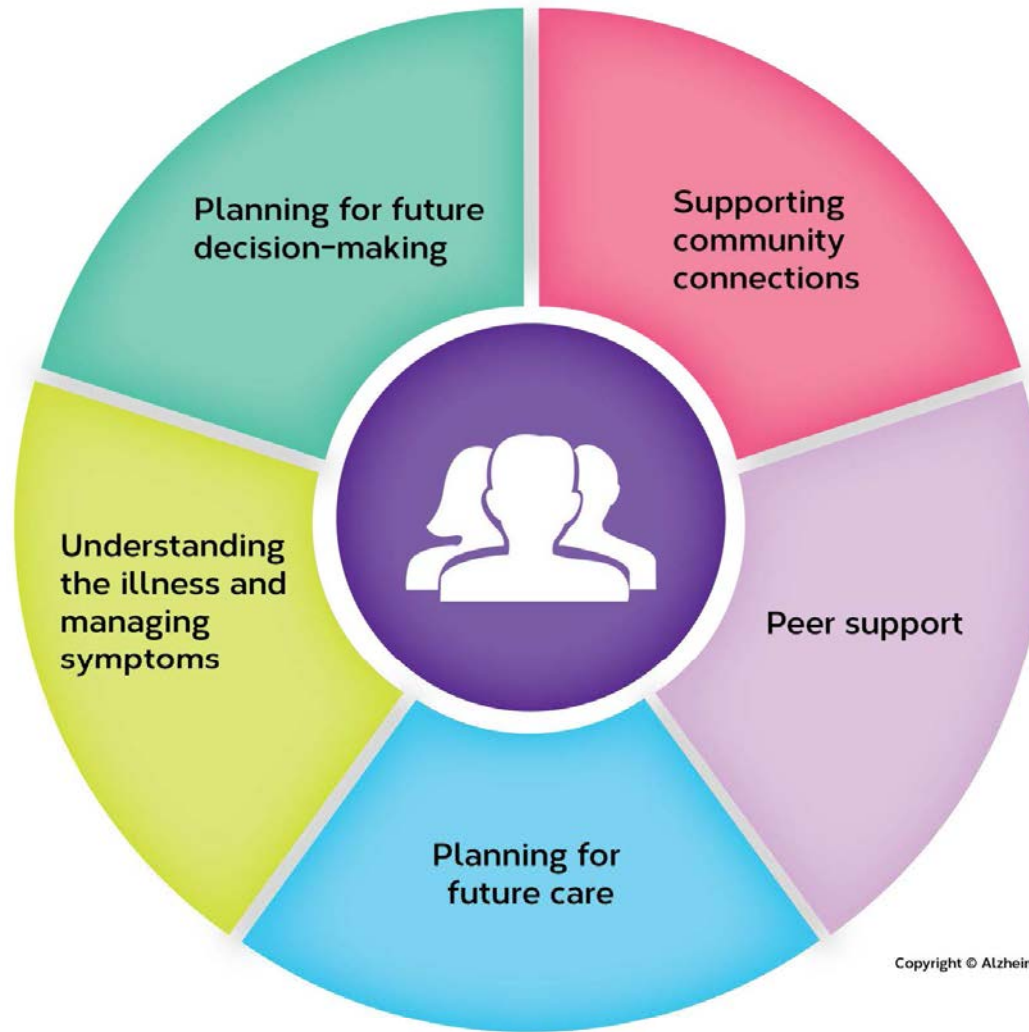 Planning for future
decision-making
Supporting
community
connections
Understanding
the illness and
managing
symptoms
Peer support
Planning for
future care
Copyright ©